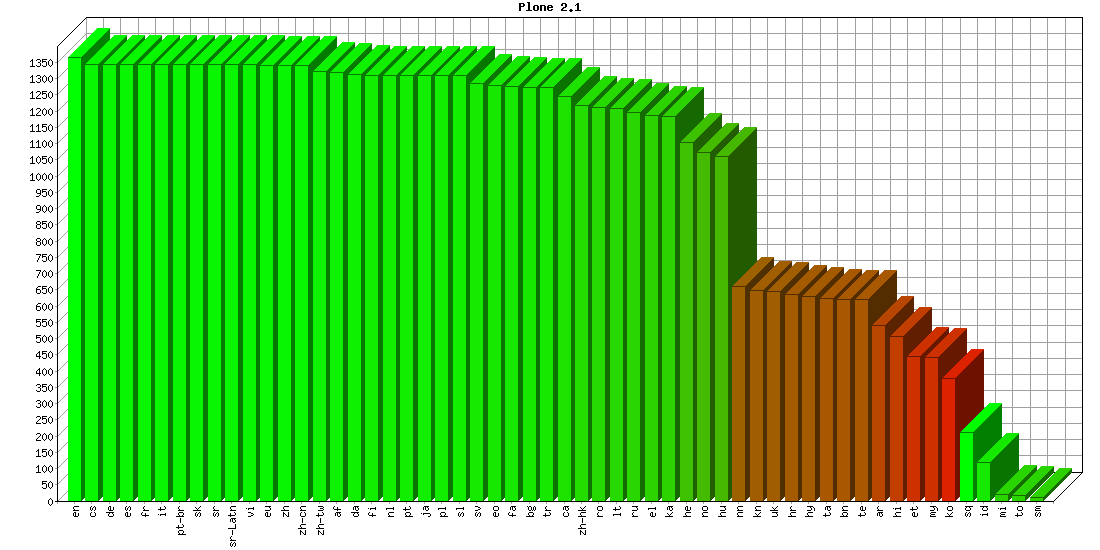 Plone 2.1
1350
1300
1250
1200
1150
1100
1050
1000
950
900
850
800
750
700
650
600
550
500
450
400
350
300
250
200
150
100
50
0
en
cs
de
es
fr
it
pt-br
sk
sr
sr-Latn
vi
eu
zh
zh-cn
zh-tw
af
da
fi
nl
pt
ja
pl
sl
sv
eo
fa
bg
tr
ca
zh-hk
ro
lt
ru
el
ka
he
no
hu
nn
kn
uk
hr
hy
ta
bn
te
ar
hi
et
my
ko
sq
id
mi
to
sm